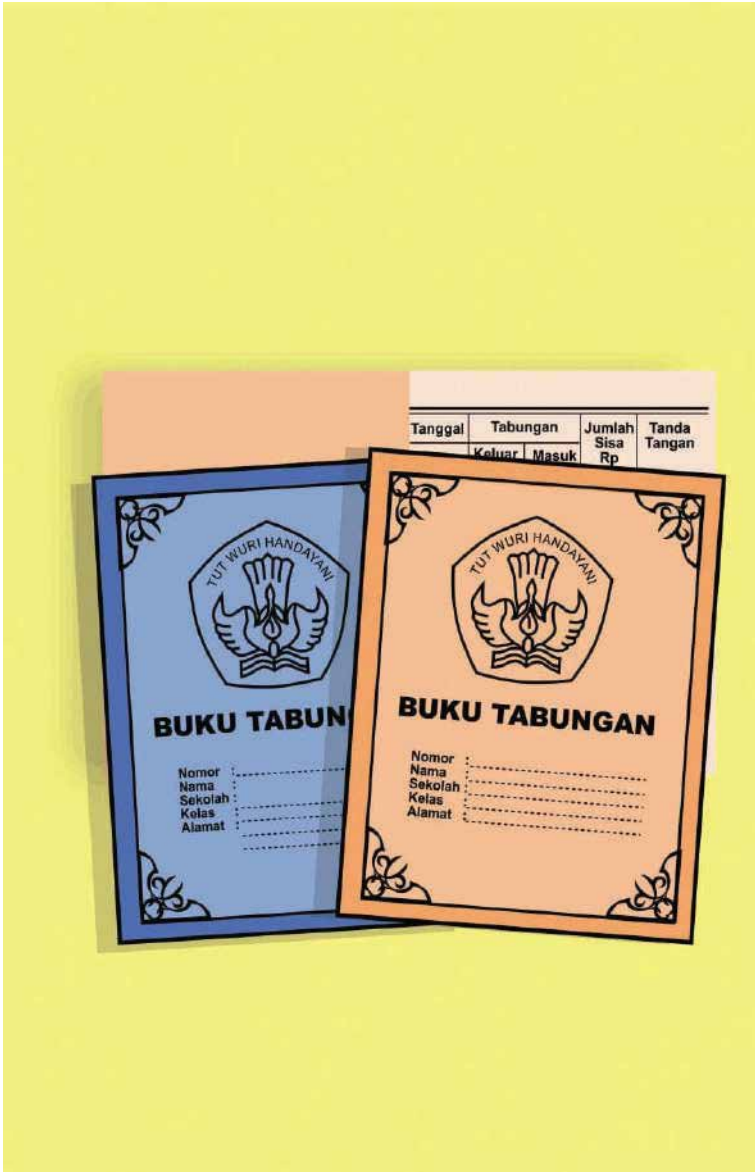 Tanggal Tabungan Jumlah Sisa Rp Tanda Tangan
Keluar Masuk
TUT WURI HANDAYANI
BUKU TABUN
Nomor :
Nama
Sekolah :
Kelas :
Alamat :
TUT WURI HANDAYANI
BUKU TABUNGAN
Nomor :
Nama :
Sekolah :
Kelas :
Alamat :